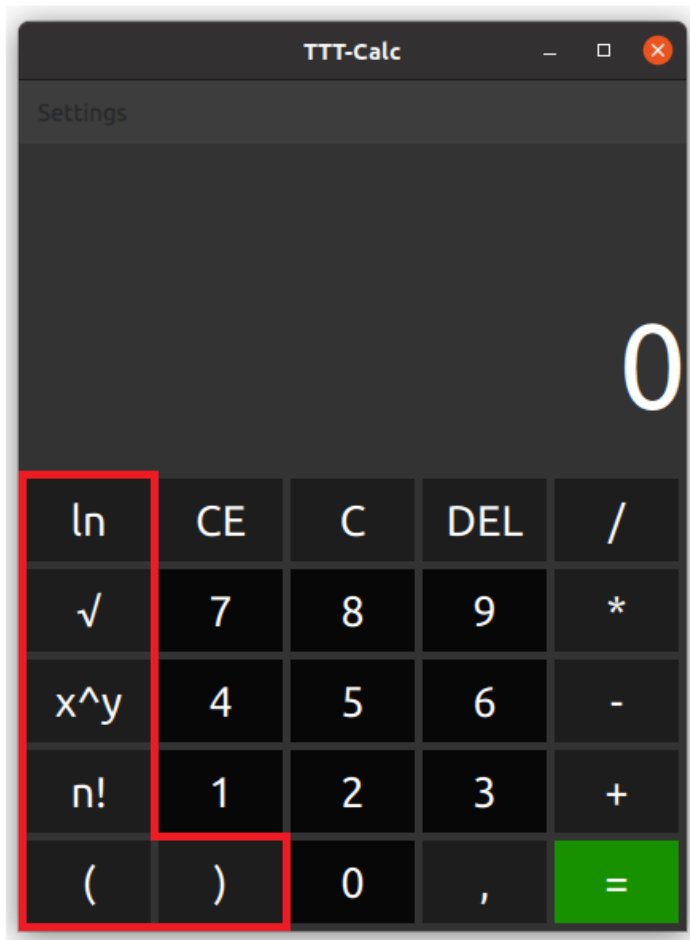 TTT-Calc
Settings
0
ln CE C DEL /
√ 7 8 9 *
x^y 4 5 6 -
n! 1 2 3 +
( ) 0 , =